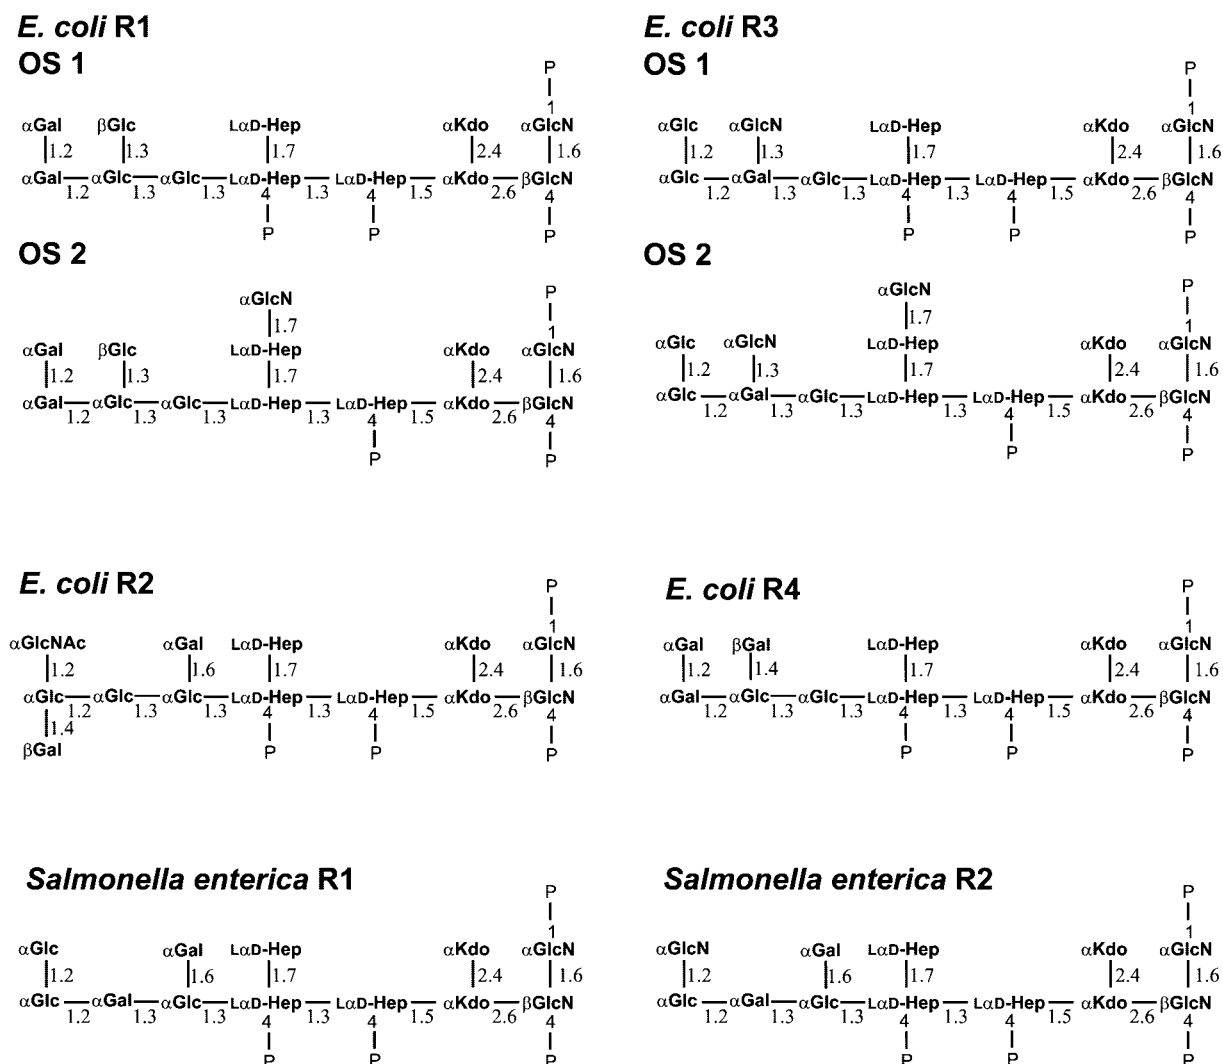 E. coli R1
OS 1
P
1
αGal βGlc LαD-Hep αKdo αGlcN
1.2 1.3 1.7 2.4 1.6
αGal αGlc αGlc LαD-Hep LαD-Hep αKdo βGlcN
1.2 1.3 1.3 4 1.3 4 1.5 2.6 4
P P P
OS 2
αGlcN P
1.7 1
αGal βGlc LαD-Hep αKdo αGlcN
1.2 1.3 1.7 2.4 1.6
αGal αGlc αGlc LαD-Hep LαD-Hep αKdo βGlcN
1.2 1.3 1.3 1.3 4 1.5 2.6 4
P P
E. coli R3
OS 1
P
1
αGlc αGlcN LαD-Hep αKdo αGlcN
1.2 1.3 1.7 2.4 1.6
αGlc αGal αGlc LαD-Hep LαD-Hep αKdo βGlcN
1.2 1.3 1.3 4 1.3 4 1.5 2.6 4
P P P
OS 2
αGlcN P
1.7 1
αGlc αGlcN LαD-Hep αKdo αGlcN
1.2 1.3 1.7 2.4 1.6
αGlc αGal αGlc LαD-Hep LαD-Hep αKdo βGlcN
1.2 1.3 1.3 1.3 4 1.5 2.6 4
P P
E. coli R2
P
1
αGlcNAc αGal LαD-Hep αKdo αGlcN
1.2 1.6 1.7 2.4 1.6
αGlc αGlc αGlc LαD-Hep LαD-Hep αKdo βGlcN
1.2 1.3 1.3 4 1.3 4 1.5 2.6 4
1.4
βGal P P P
E. coli R4
P
1
αGal βGal LαD-Hep αKdo αGlcN
1.2 1.4 1.7 2.4 1.6
αGal αGlc αGlc LαD-Hep LαD-Hep αKdo βGlcN
1.2 1.3 1.3 4 1.3 4 1.5 2.6 4
P P P
Salmonella enterica R1
P
1
αGlc αGal LαD-Hep αKdo αGlcN
1.2 1.6 1.7 2.4 1.6
αGlc αGal αGlc LαD-Hep LαD-Hep αKdo βGlcN
1.2 1.3 1.3 4 1.3 4 1.5 2.6 4
P P P
Salmonella enterica R2
P
1
αGlcN αGal LαD-Hep αKdo αGlcN
1.2 1.6 1.7 2.4 1.6
αGlc αGal αGlc LαD-Hep LαD-Hep αKdo βGlcN
1.2 1.3 1.3 4 1.3 4 1.5 2.6 4
P P P